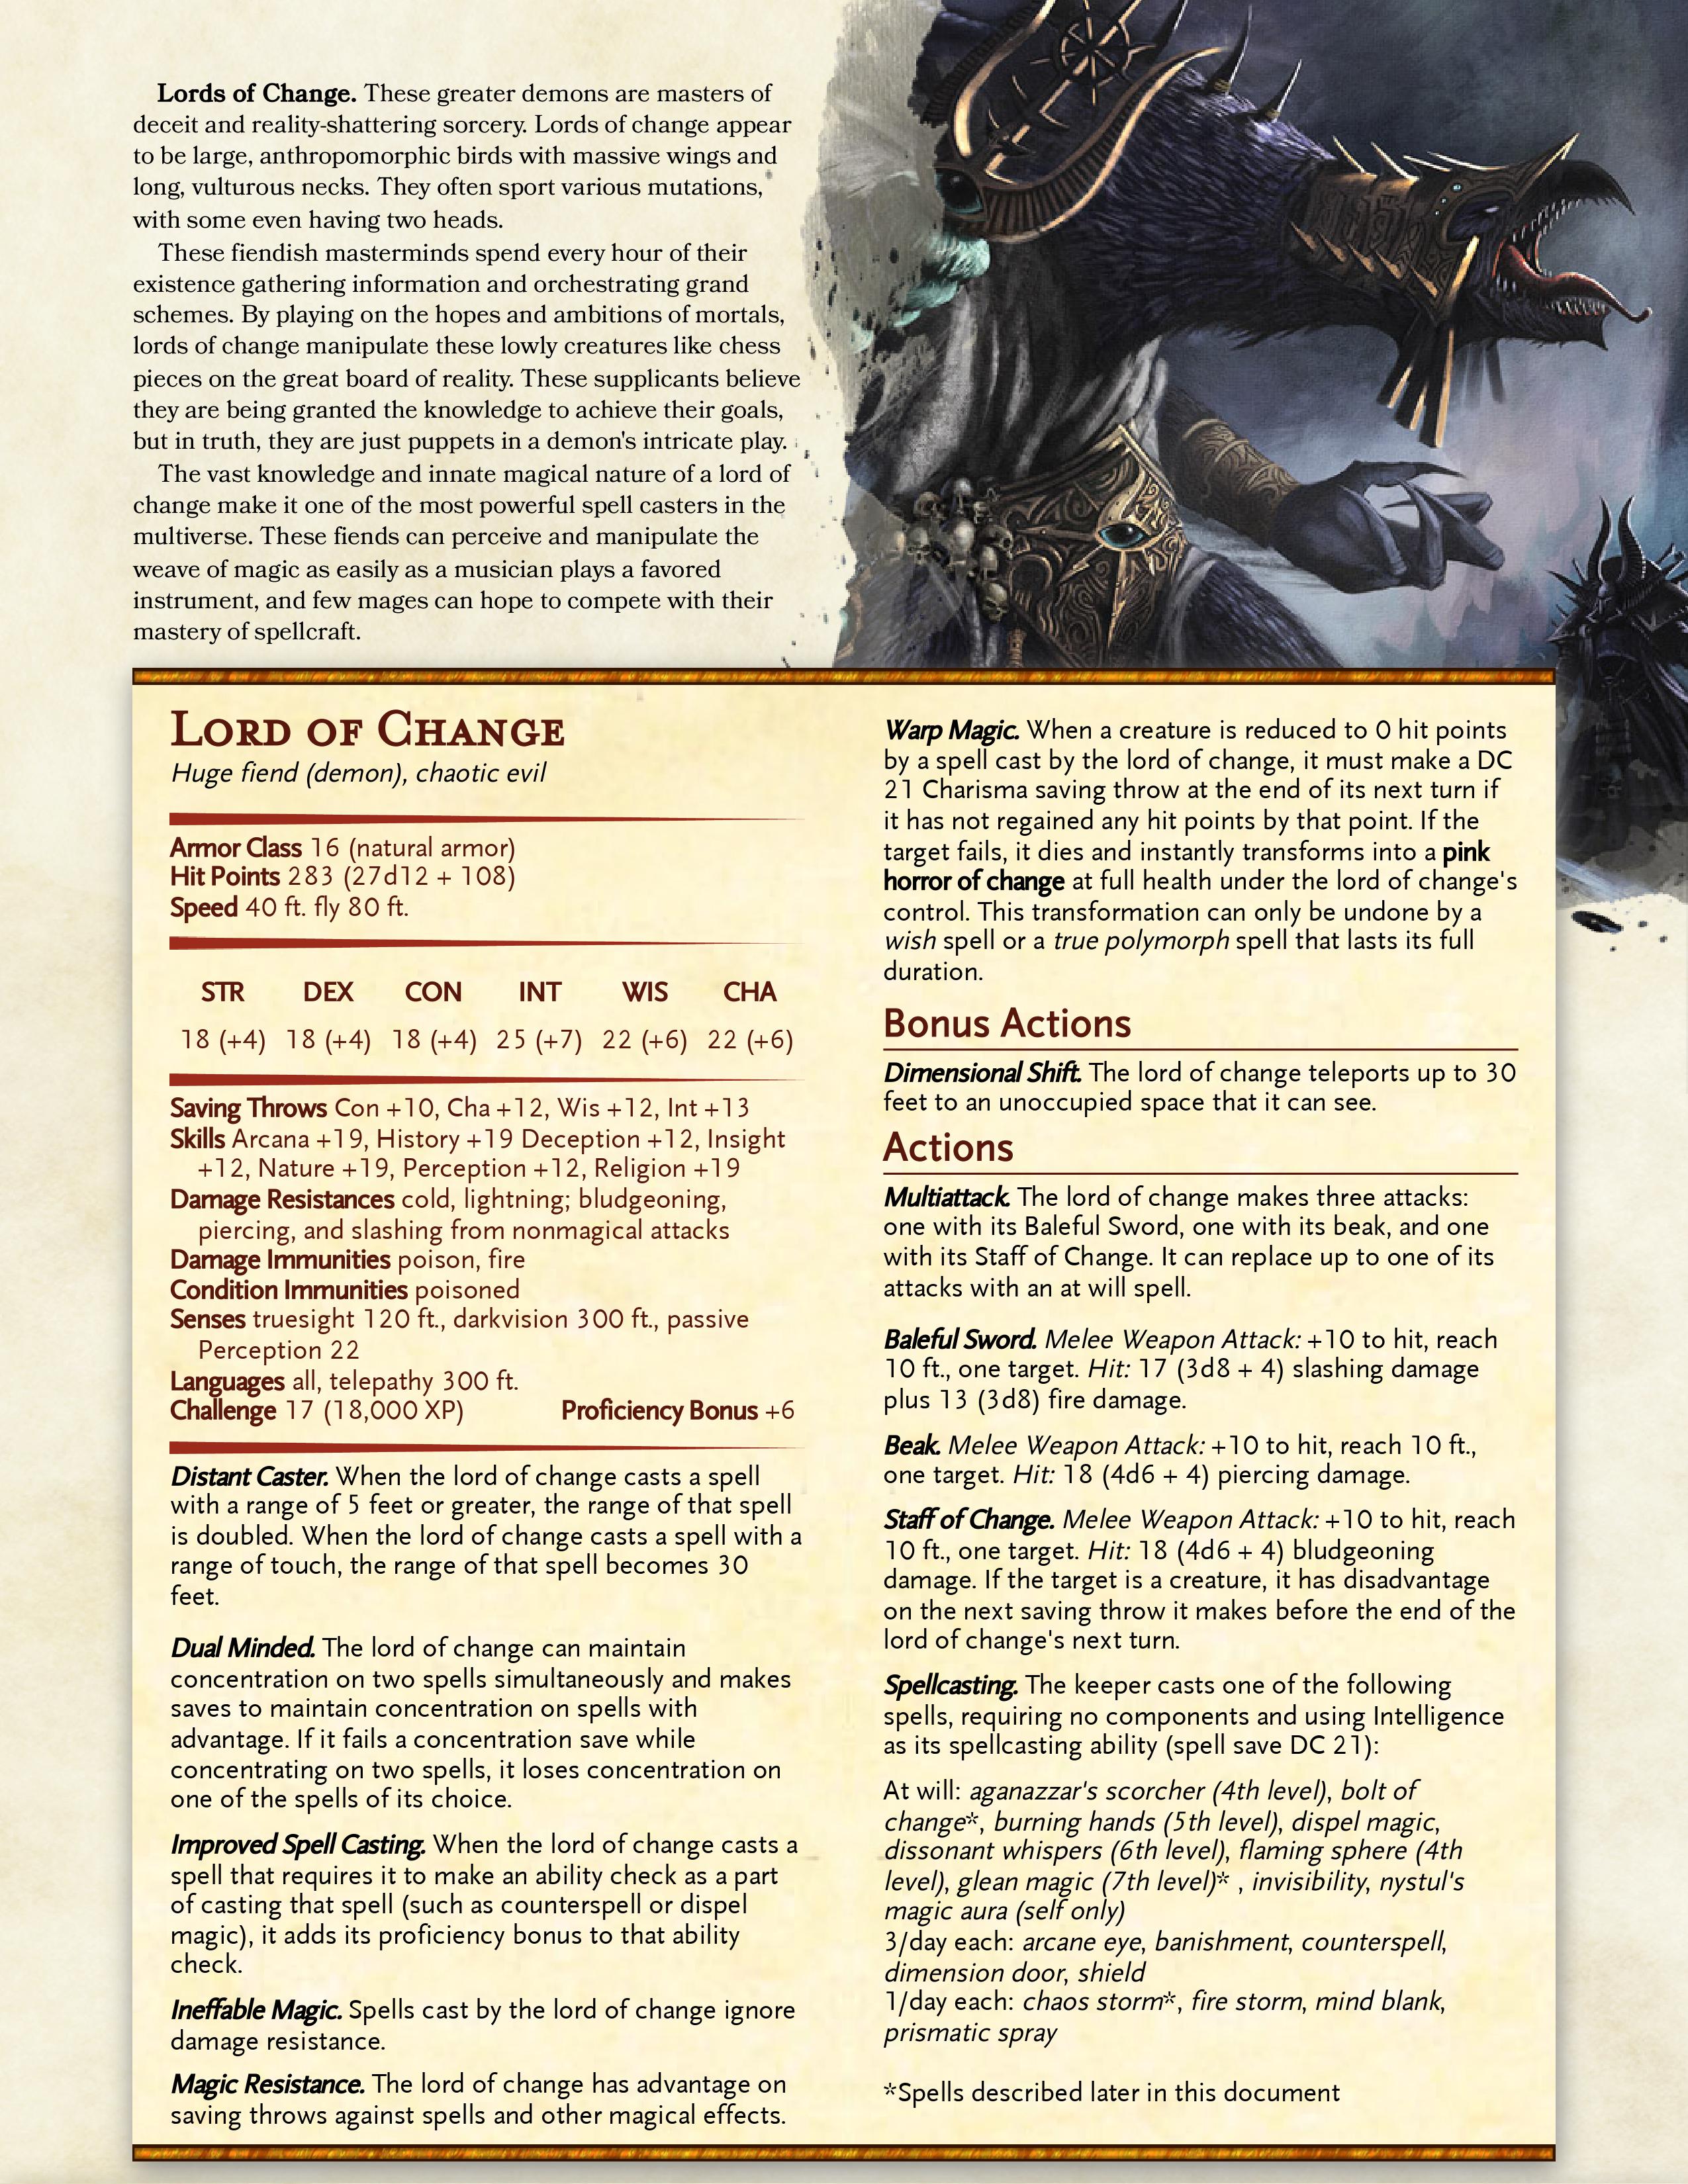 Lords of Change. These greater demons are masters of
deceit and reality-shattering sorcery. Lords of change appear
to be large, anthropomorphic birds with massive wings and
long, vulturous necks. They often sport various mutations,
with some even having two heads.
These fiendish masterminds spend every hour of their
existence gathering information and orchestrating grand
schemes. By playing on the hopes and ambitions of mortals,
lords of change manipulate these lowly creatures like chess
pieces on the great board of reality. These supplicants believe
they are being granted the knowledge to achieve their goals,
but in truth, they are just puppets in a demon's intricate play.
The vast knowledge and innate magical nature of a lord of
change make it one of the most powerful spell casters in the
multiverse. These fiends can perceive and manipulate the
weave of magic as easily as a musician plays a favored
instrument, and few mages can hope to compete with their
mastery of spellcraft.
Lord of Change
Huge fiend (demon), chaotic evil
Armor Class 16 (natural armor)
Hit Points 283 (27d12 + 108)
Speed 40 ft. fly 80 ft.
STR DEX CON INT WIS CHA
18 (+4) 18 (+4) 18 (+4) 25 (+7) 22 (+6) 22 (+6)
Saving Throws Con +10, Cha +12, Wis +12, Int +13
Skills Arcana +19, History +19 Deception +12, Insight
+12, Nature +19, Perception +12, Religion +19
Damage Resistances cold, lightning; bludgeoning,
piercing, and slashing from nonmagical attacks
Damage Immunities poison, fire
Condition Immunities poisoned
Senses truesight 120 ft., darkvision 300 ft., passive
Perception 22
Languages all, telepathy 300 ft.
Challenge 17 (18,000 XP) Proficiency Bonus +6
Distant Caster. When the lord of change casts a spell
with a range of 5 feet or greater, the range of that spell
is doubled. When the lord of change casts a spell with a
range of touch, the range of that spell becomes 30
feet.
Dual Minded. The lord of change can maintain
concentration on two spells simultaneously and makes
saves to maintain concentration on spells with
advantage. If it fails a concentration save while
concentrating on two spells, it loses concentration on
one of the spells of its choice.
Improved Spell Casting. When the lord of change casts a
spell that requires it to make an ability check as a part
of casting that spell (such as counterspell or dispel
magic), it adds its proficiency bonus to that ability
check.
Ineffable Magic. Spells cast by the lord of change ignore
damage resistance.
Magic Resistance. The lord of change has advantage on
saving throws against spells and other magical effects.
Warp Magic. When a creature is reduced to 0 hit points
by a spell cast by the lord of change, it must make a DC
21 Charisma saving throw at the end of its next turn if
it has not regained any hit points by that point. If the
target fails, it dies and instantly transforms into a pink
horror of change at full health under the lord of change's
control. This transformation can only be undone by a
wish spell or a true polymorph spell that lasts its full
duration.
Bonus Actions
Dimensional Shift. The lord of change teleports up to 30
feet to an unoccupied space that it can see.
Actions
Multiattack. The lord of change makes three attacks:
one with its Baleful Sword, one with its beak, and one
with its Staff of Change. It can replace up to one of its
attacks with an at will spell.
Baleful Sword. Melee Weapon Attack: +10 to hit, reach
10 ft., one target. Hit: 17 (3d8 + 4) slashing damage
plus 13 (3d8) fire damage.
Beak. Melee Weapon Attack: +10 to hit, reach 10 ft.,
one target. Hit: 18 (4d6 + 4) piercing damage.
Staff of Change. Melee Weapon Attack: +10 to hit, reach
10 ft., one target. Hit: 18 (4d6 + 4) bludgeoning
damage. If the target is a creature, it has disadvantage
on the next saving throw it makes before the end of the
lord of change's next turn.
Spellcasting. The keeper casts one of the following
spells, requiring no components and using Intelligence
as its spellcasting ability (spell save DC 21):
At will: aganazzar's scorcher (4th level), bolt of
change*, burning hands (5th level), dispel magic,
dissonant whispers (6th level), flaming sphere (4th
level), glean magic (7th level)* , invisibility, nystul's
magic aura (self only)
3/day each: arcane eye, banishment, counterspell,
dimension door, shield
1/day each: chaos storm*, fire storm, mind blank,
prismatic spray
*Spells described later in this document